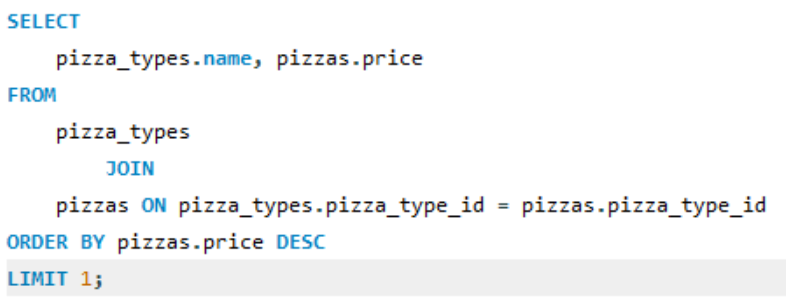 SELECT
    pizza_types.name, pizzas.price
FROM
    pizza_types
        JOIN
    pizzas ON pizza_types.pizza_type_id = pizzas.pizza_type_id
ORDER BY pizzas.price DESC
LIMIT 1;